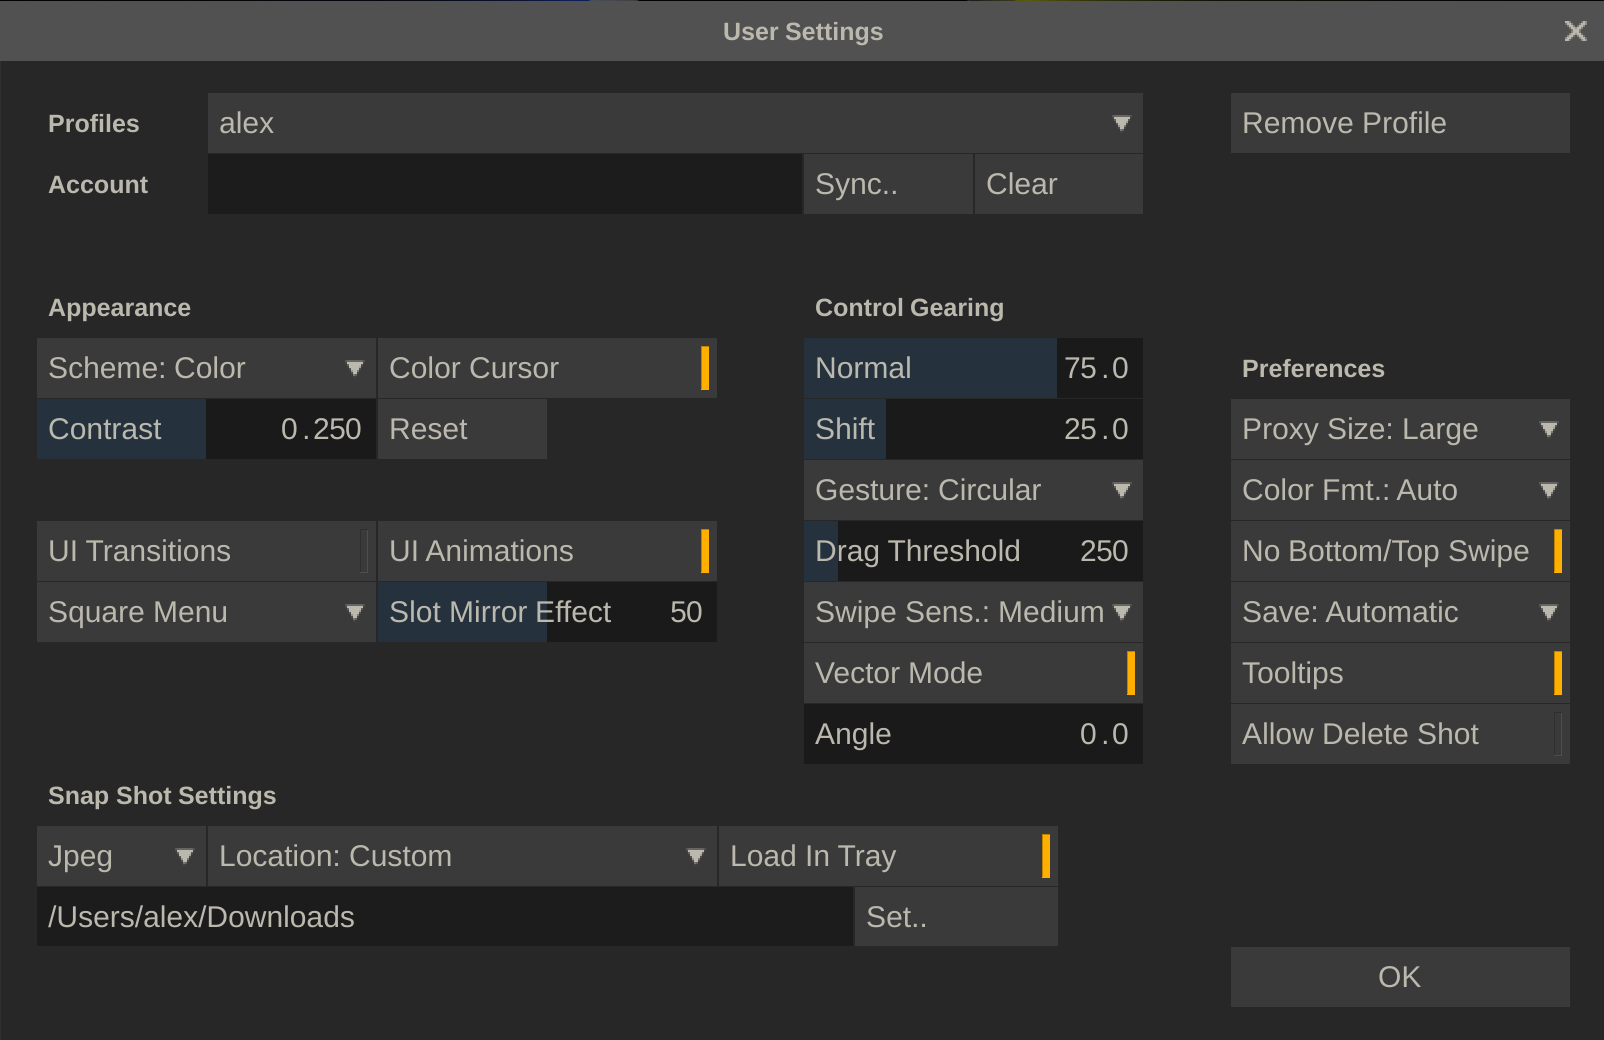 User Settings
Profiles alex Remove Profile
Account Sync.. Clear
Appearance Control Gearing
Scheme: Color Color Cursor Normal 75.0 Preferences
Contrast 0.250 Reset Shift 25.0 Proxy Size: Large
Gesture: Circular Color Fmt.: Auto
UI Transitions UI Animations Drag Threshold 250 No Bottom/Top Swipe
Square Menu Slot Mirror Effect 50 Swipe Sens.: Medium Save: Automatic
Vector Mode Tooltips
Angle 0.0 Allow Delete Shot
Snap Shot Settings
Jpeg Location: Custom Load In Tray
/Users/alex/Downloads Set..
OK